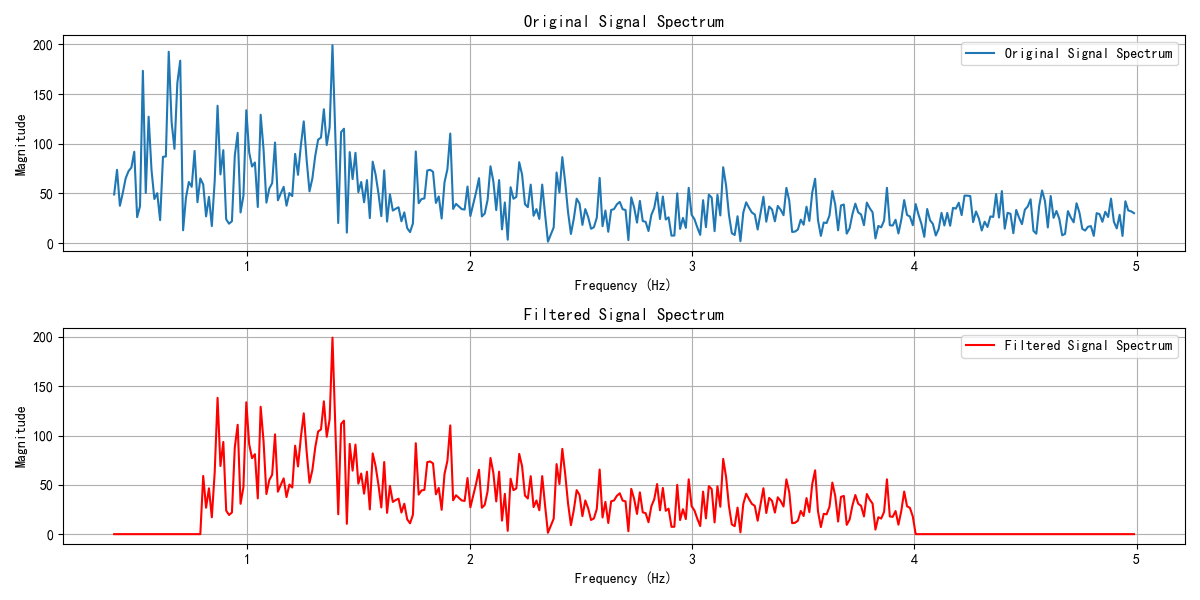 Original Signal Spectrum
Original Signal Spectrum
Magnitude
200
150
100
50
0
1
2
3
4
5
Frequency (Hz)
Filtered Signal Spectrum
Filtered Signal Spectrum
Magnitude
200
150
100
50
0
1
2
3
4
5
Frequency (Hz)